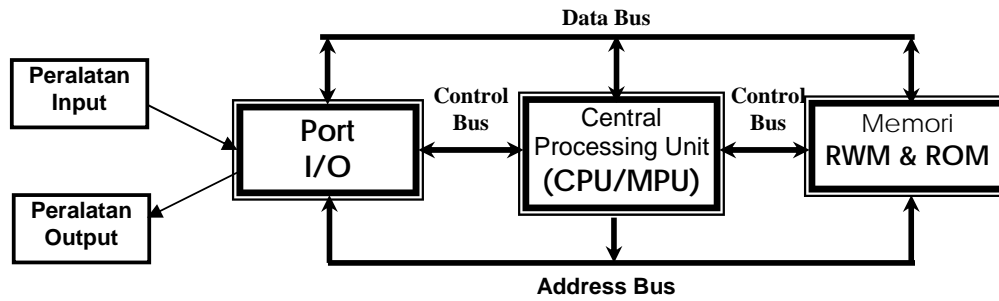 Data Bus
Peralatan
Input
Port
I/O
Control
Bus
Central
Processing Unit
(CPU/MPU)
Control
Bus
Memori
RWM & ROM
Peralatan
Output
Address Bus